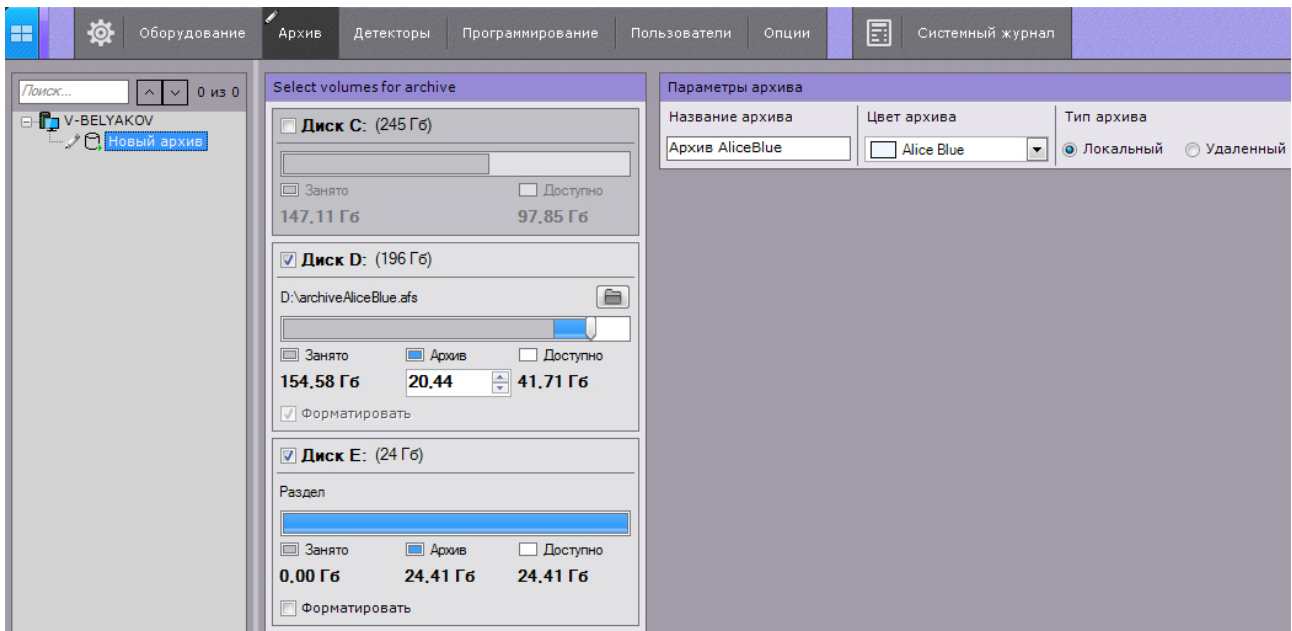 Оборудование Архив Детекторы Программирование Пользователи Опции Системный журнал
Поиск... 0 из 0
V-BELYAKOV
Новый архив
Select volumes for archive
Диск C: (245 Гб)
Занято Доступно
147,11 Гб 97,85 Гб
Диск D: (196 Гб)
D:\archiveAliceBlue.afs
Занято Архив Доступно
154,58 Гб 20,44 41,71 Гб
Форматировать
Диск E: (24 Гб)
Раздел
Занято Архив Доступно
0,00 Гб 24,41 Гб 24,41 Гб
Форматировать
Параметры архива
Название архива Цвет архива Тип архива
Архив AliceBlue Alice Blue Локальный Удаленный